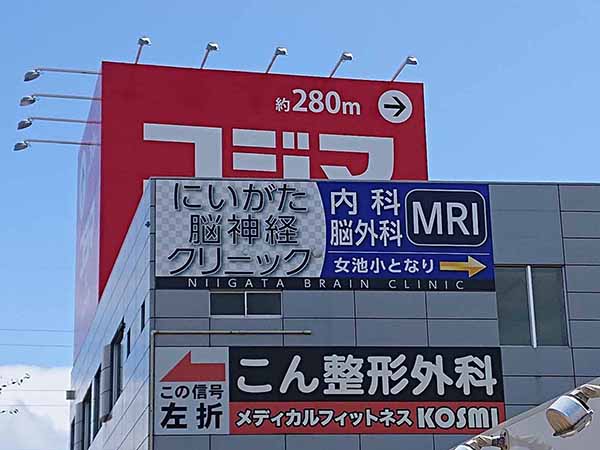 約280m
コジマ
にいがた
脳神経
クリニック
内科
脳外科
MRI
女池小となり
NIIGATA BRAIN CLINIC
この信号
左折
こん整形外科
メディカルフィットネス KOSMI